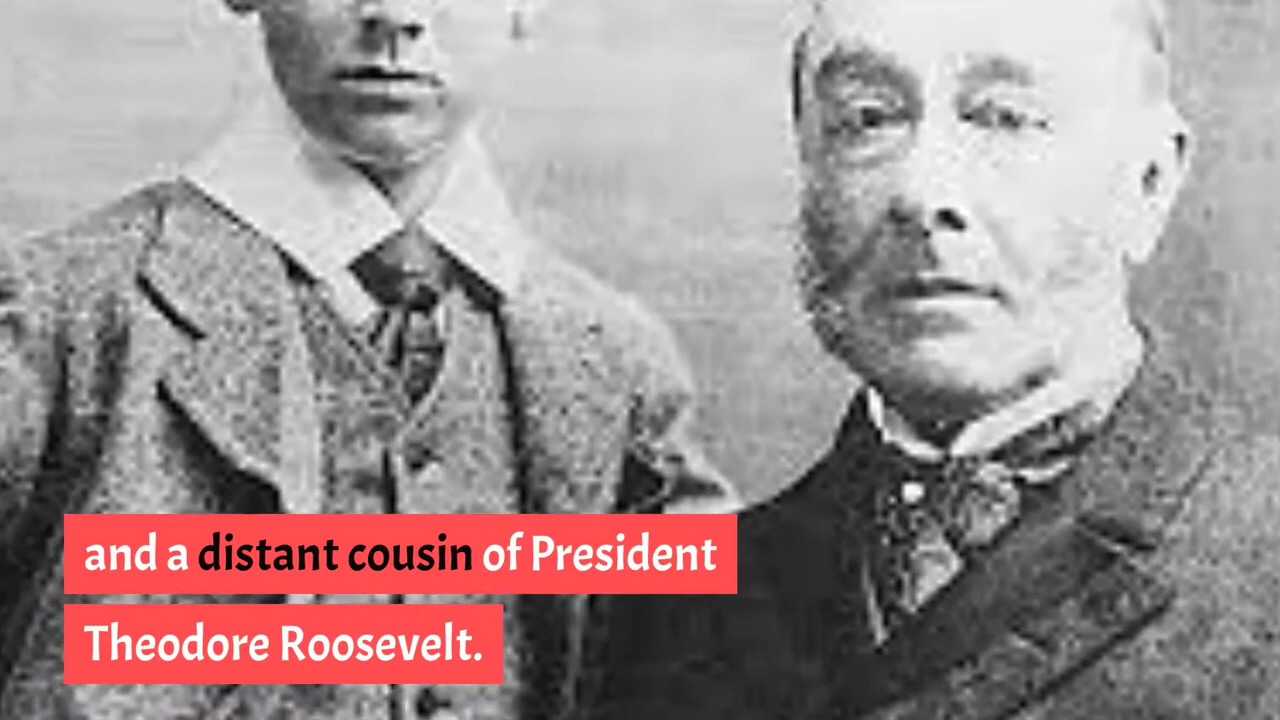 and a distant cousin of President
Theodore Roosevelt.